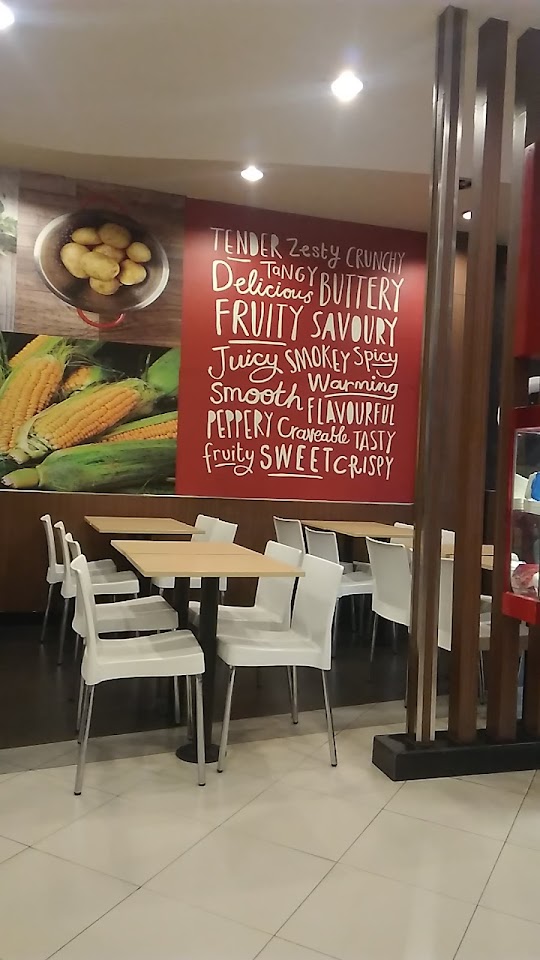 TENDER Zesty CRUNCHY
TANGY
Delicious BUTTERY
FRUITY SAVOURY
Juicy SMOKEY Spicy
Smooth Warming
FLAVOURFUL
PEPPERY Craveable TASTY
fruity SWEET CRISPY